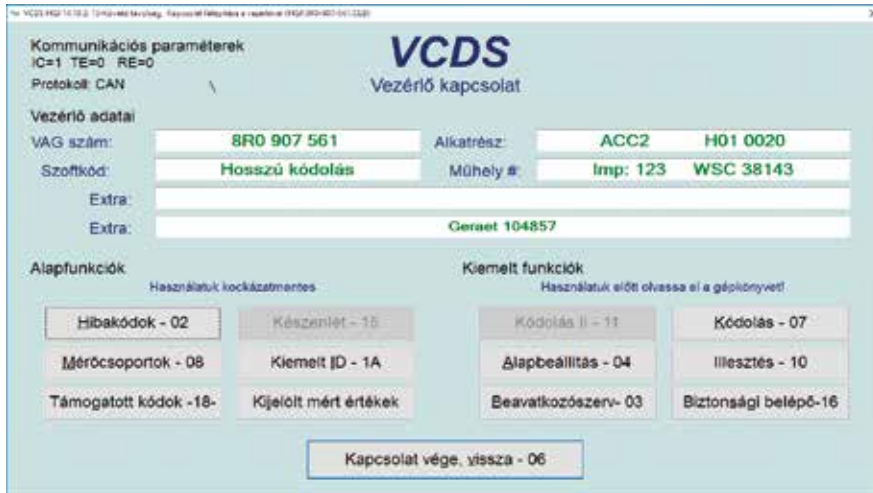 Kommunikációs paraméterek
IC=1 TE=0 RE=0
Protokoll: CAN \
VCDS
Vezérlő kapcsolat
Vezérlő adatai
VAG szám: 8R0 907 561 Alkatrész: ACC2 H01 0020
Szoftkód: Hosszú kódolás Műhely #: Imp: 123 WSC 38143
Extra:
Extra: Geraet 104857
Alapfunkciók Kiemelt funkciók
Használatuk kockázatmentes Használatuk előtt olvassa el a gépkönyvet!
Hibakódok - 02 Készenlét - 15 Kódolás II - 11 Kódolás - 07
Mérőcsoportok - 08 Kiemelt ID - 1A Alapbeállítás - 04 Illesztés - 10
Támogatott kódok -18- Kijelölt mért értékek Beavatkozószerv- 03 Biztonsági belépő-16
Kapcsolat vége, vissza - 06